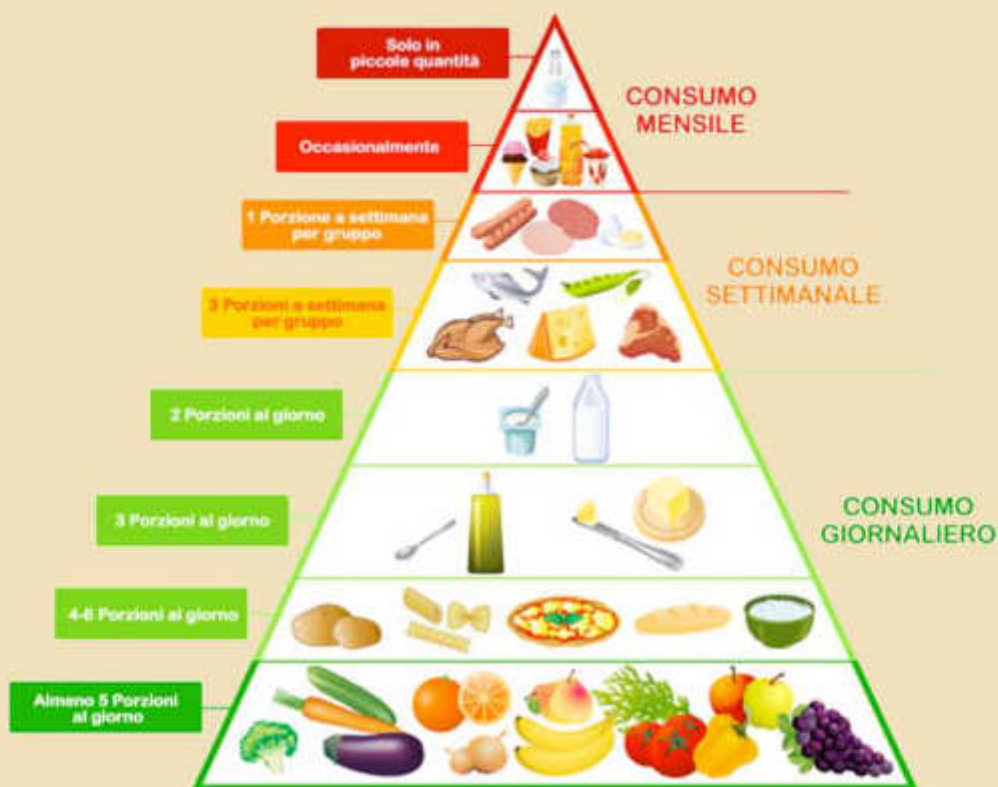 Solo in
piccole quantità
CONSUMO
MENSILE
Occasionalmente
1 Porzione a settimana
per gruppo
CONSUMO
SETTIMANALE
3 Porzioni a settimana
per gruppo
2 Porzioni al giorno
3 Porzioni al giorno
CONSUMO
GIORNALIERO
4-6 Porzioni al giorno
Almeno 5 Porzioni
al giorno